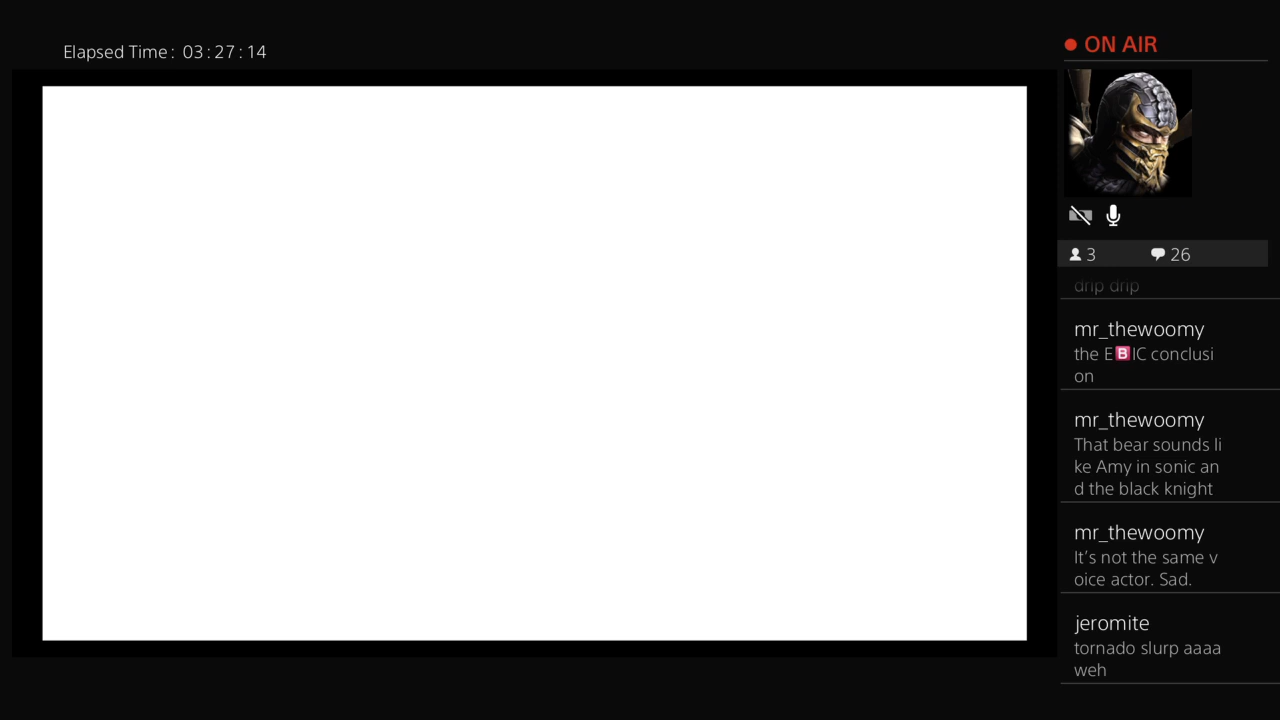 Elapsed Time: 03:27:14
ON AIR
3 26
drip drip
mr_thewoomy
the E🅱IC conclusi
on
mr_thewoomy
That bear sounds li
ke Amy in sonic an
d the black knight
mr_thewoomy
It’s not the same v
oice actor. Sad.
jeromite
tornado slurp aaaa
weh